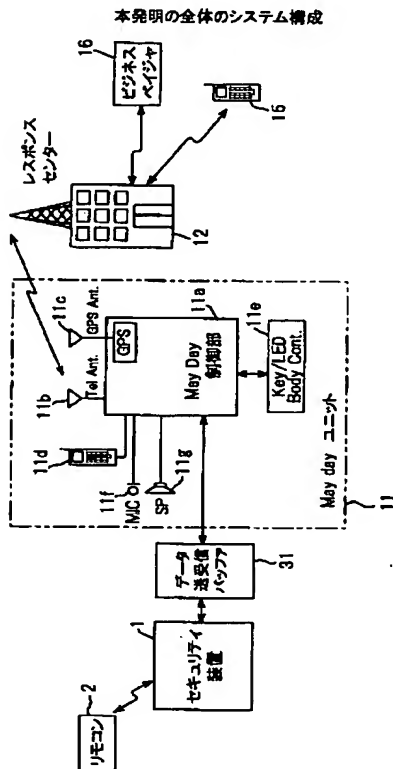 本発明の全体のシステム構成
リモコン
2
セキュリティ
装置
1
データ
送受信
バッファ
31
May day ユニット
11
May Day
制御部
11a
GPS
11b
Tel Ant.
11c
GPS Ant.
11d
11f
MIC
SP
11g
Key/LED
Body Cont.
11e
レスポンス
センター
12
ビジネス
ペイジャ
16
16